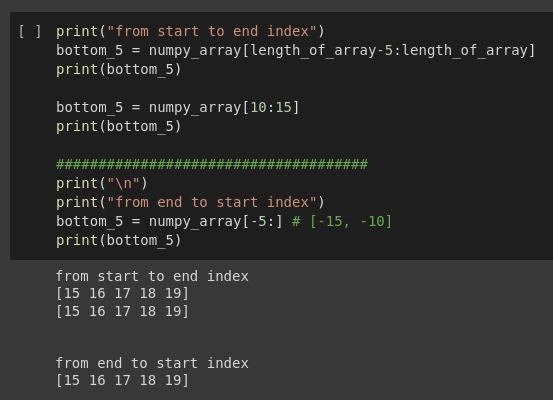 [ ] print("from start to end index")
bottom_5 = numpy_array[length_of_array-5:length_of_array]
print(bottom_5)

bottom_5 = numpy_array[10:15]
print(bottom_5)

#####################################
print("\n")
print("from end to start index")
bottom_5 = numpy_array[-5:] # [-15, -10]
print(bottom_5)

from start to end index
[15 16 17 18 19]
[15 16 17 18 19]


from end to start index
[15 16 17 18 19]